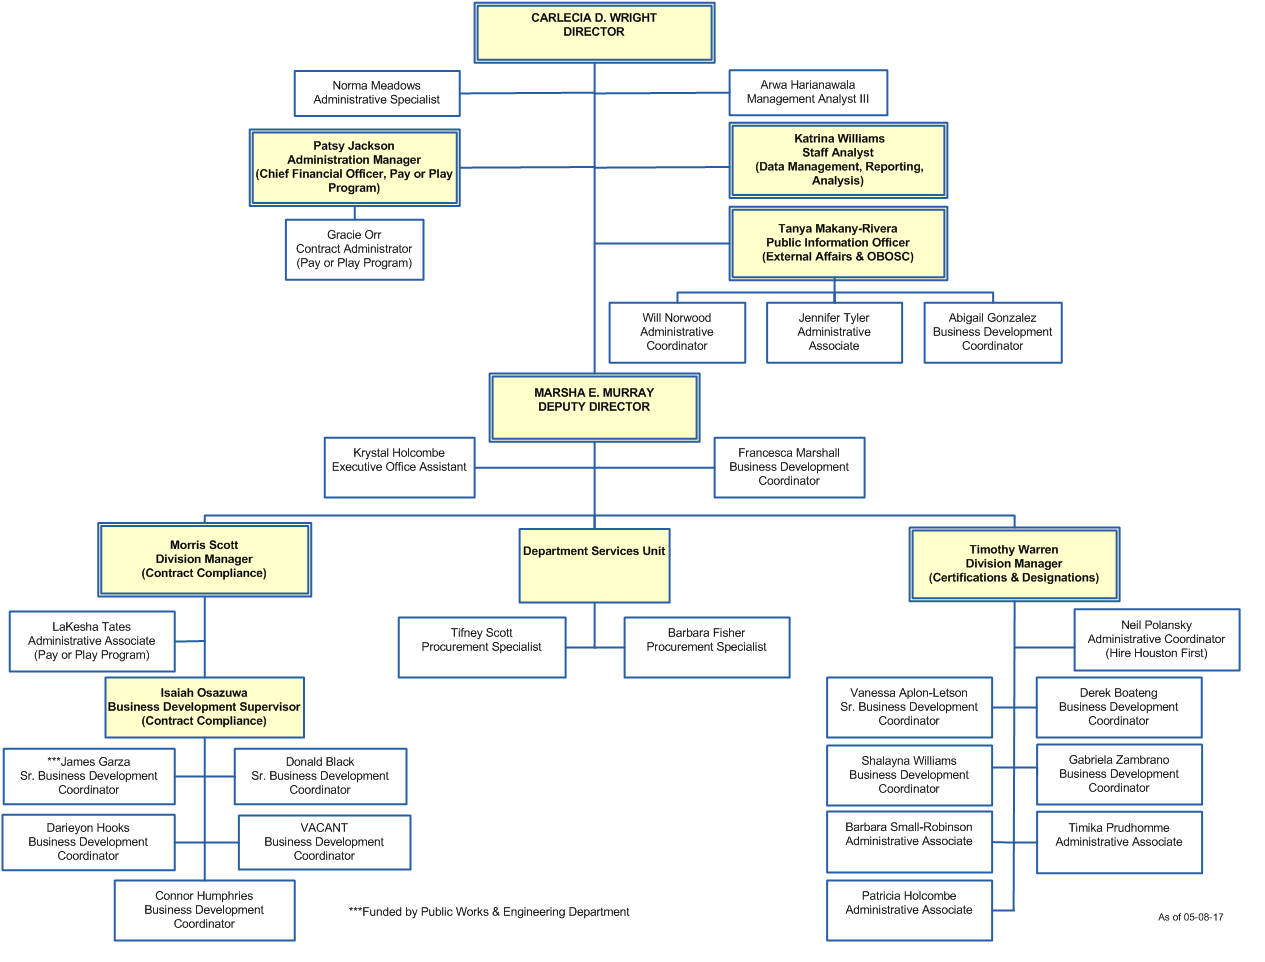 CARLECIA D. WRIGHT
DIRECTOR
Norma Meadows
Administrative Specialist
Arwa Harianawala
Management Analyst III
Patsy Jackson
Administration Manager
(Chief Financial Officer, Pay or Play
Program)
Katrina Williams
Staff Analyst
(Data Management, Reporting,
Analysis)
Gracie Orr
Contract Administrator
(Pay or Play Program)
Tanya Makany-Rivera
Public Information Officer
(External Affairs & OBOSC)
Will Norwood
Administrative
Coordinator
Jennifer Tyler
Administrative
Associate
Abigail Gonzalez
Business Development
Coordinator
MARSHA E. MURRAY
DEPUTY DIRECTOR
Krystal Holcombe
Executive Office Assistant
Francesca Marshall
Business Development
Coordinator
Morris Scott
Division Manager
(Contract Compliance)
Department Services Unit
Timothy Warren
Division Manager
(Certifications & Designations)
LaKesha Tates
Administrative Associate
(Pay or Play Program)
Tifney Scott
Procurement Specialist
Barbara Fisher
Procurement Specialist
Neil Polansky
Administrative Coordinator
(Hire Houston First)
Isaiah Osazuwa
Business Development Supervisor
(Contract Compliance)
Vanessa Aplon-Letson
Sr. Business Development
Coordinator
Derek Boateng
Business Development
Coordinator
***James Garza
Sr. Business Development
Coordinator
Donald Black
Sr. Business Development
Coordinator
Shalayna Williams
Business Development
Coordinator
Gabriela Zambrano
Business Development
Coordinator
Darieyon Hooks
Business Development
Coordinator
VACANT
Business Development
Coordinator
Barbara Small-Robinson
Administrative Associate
Timika Prudhomme
Administrative Associate
Connor Humphries
Business Development
Coordinator
Patricia Holcombe
Administrative Associate
***Funded by Public Works & Engineering Department
As of 05-08-17